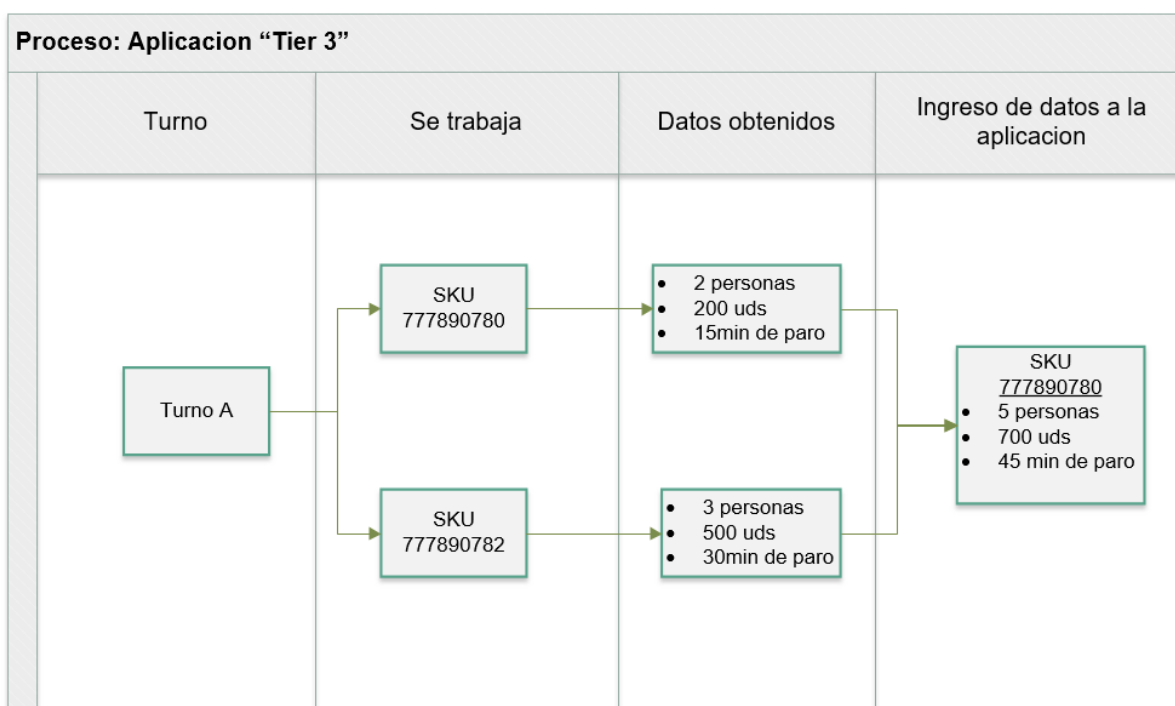 Proceso: Aplicacion “Tier 3”
Turno
Se trabaja
Datos obtenidos
Ingreso de datos a la
aplicacion
Turno A
SKU
777890780
• 2 personas
• 200 uds
• 15min de paro
SKU
777890782
• 3 personas
• 500 uds
• 30min de paro
SKU
777890780
• 5 personas
• 700 uds
• 45 min de paro